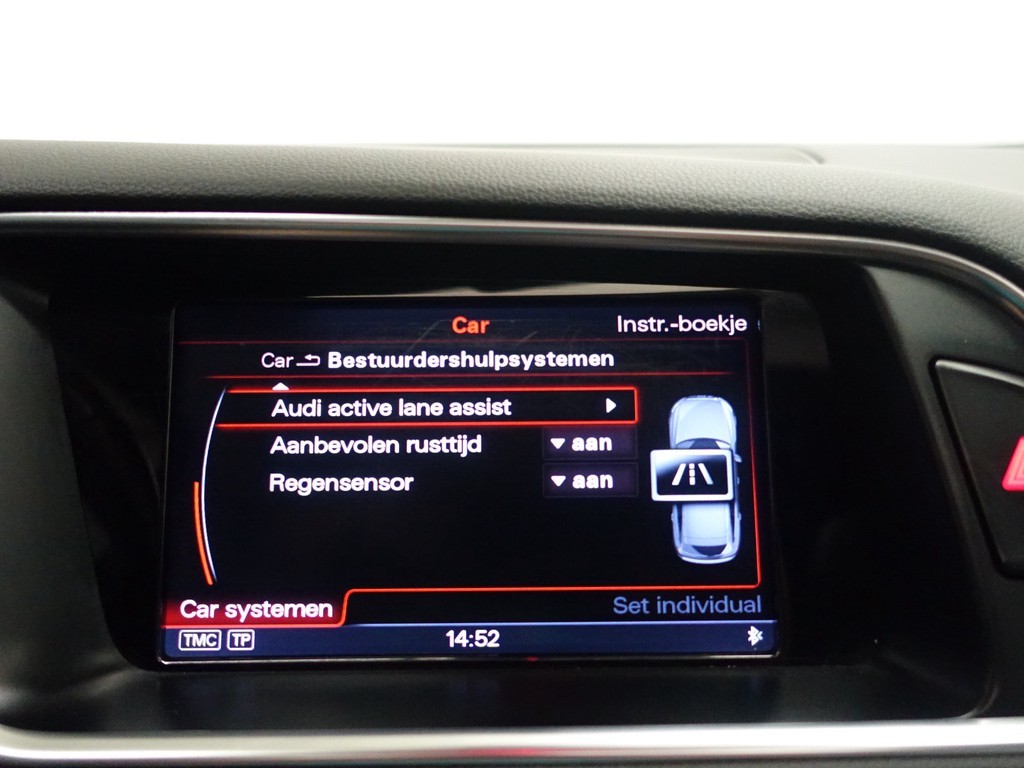 Car Instr.-boekje
Car Bestuurdershulpsystemen
Audi active lane assist
Aanbevolen rusttijd aan
Regensensor aan
Car systemen Set individual
TMC TP 14:52